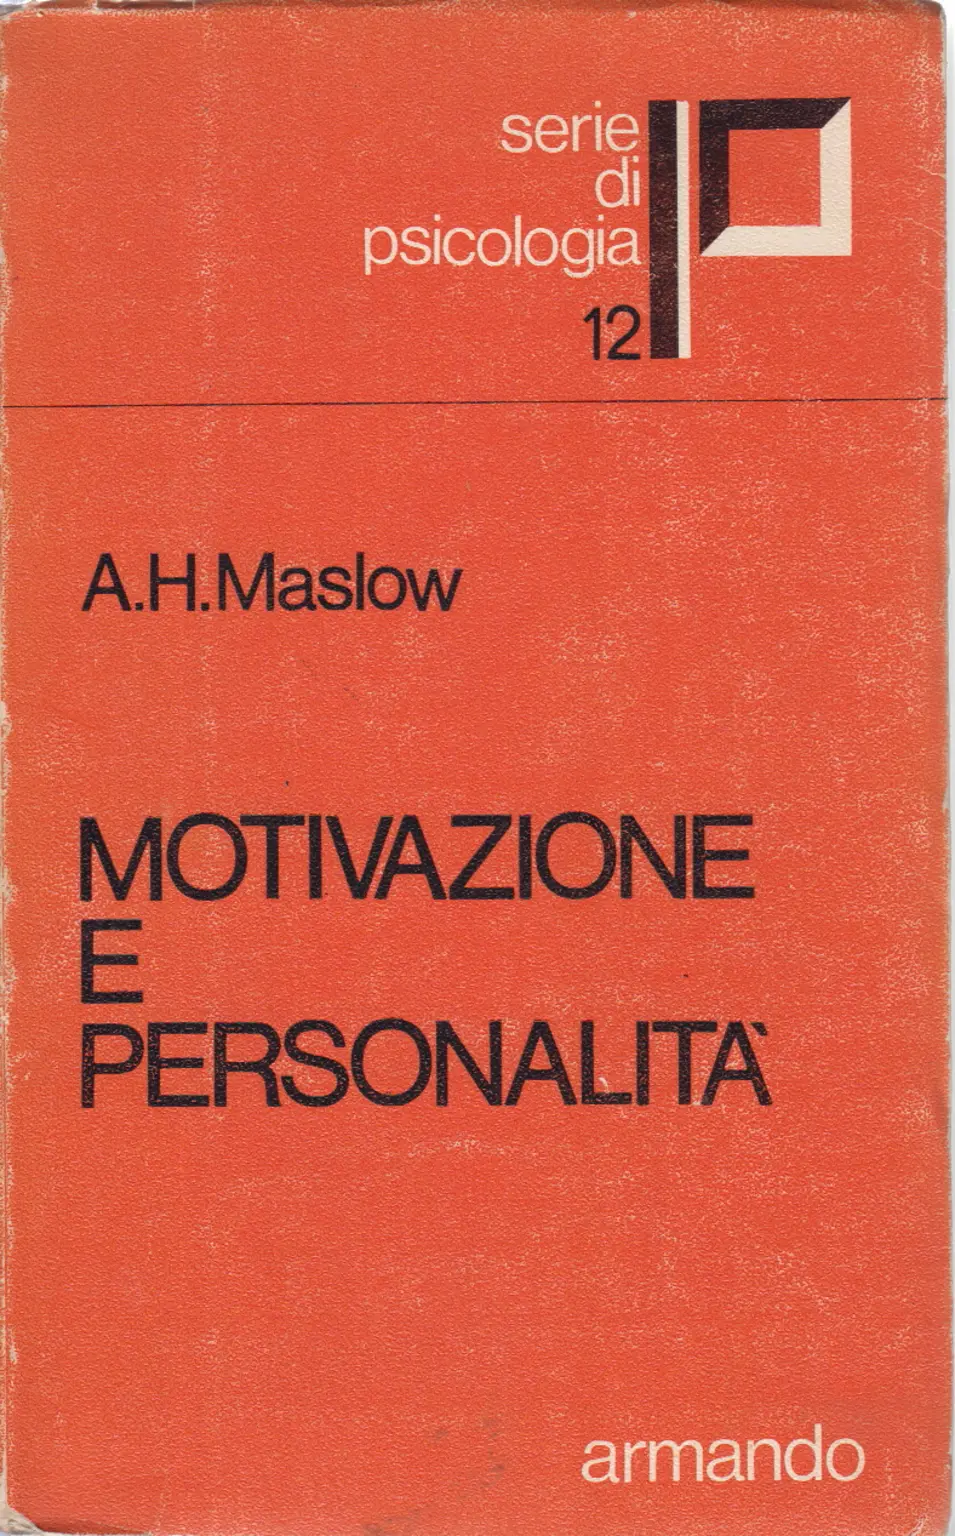 serie
di
psicologia
12
A.H.Maslow
MOTIVAZIONE
E
PERSONALITÀ
armando